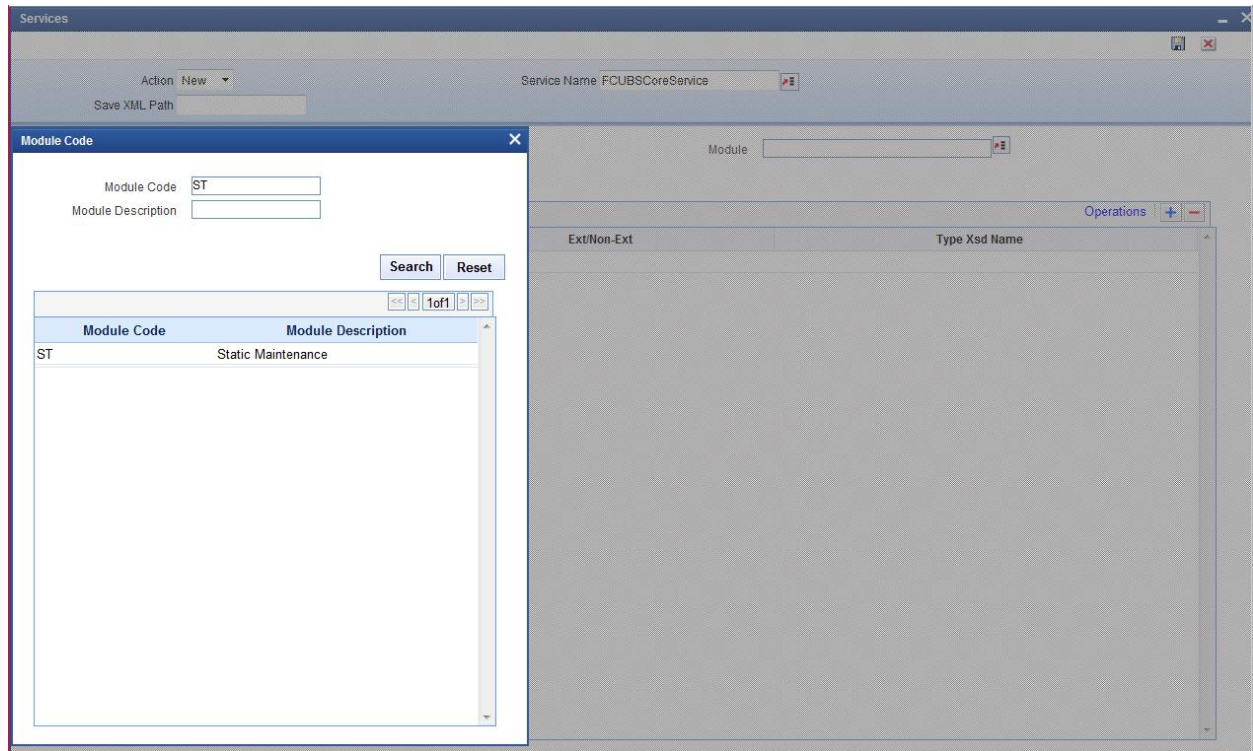 Services
Action New Service Name FCUBSCoreService
Save XML Path
Module Code
Module
Module Code ST
Module Description
Operations
Ext/Non-Ext Type Xsd Name
Search Reset
<< < 1of1 > >>
Module Code Module Description
ST Static Maintenance